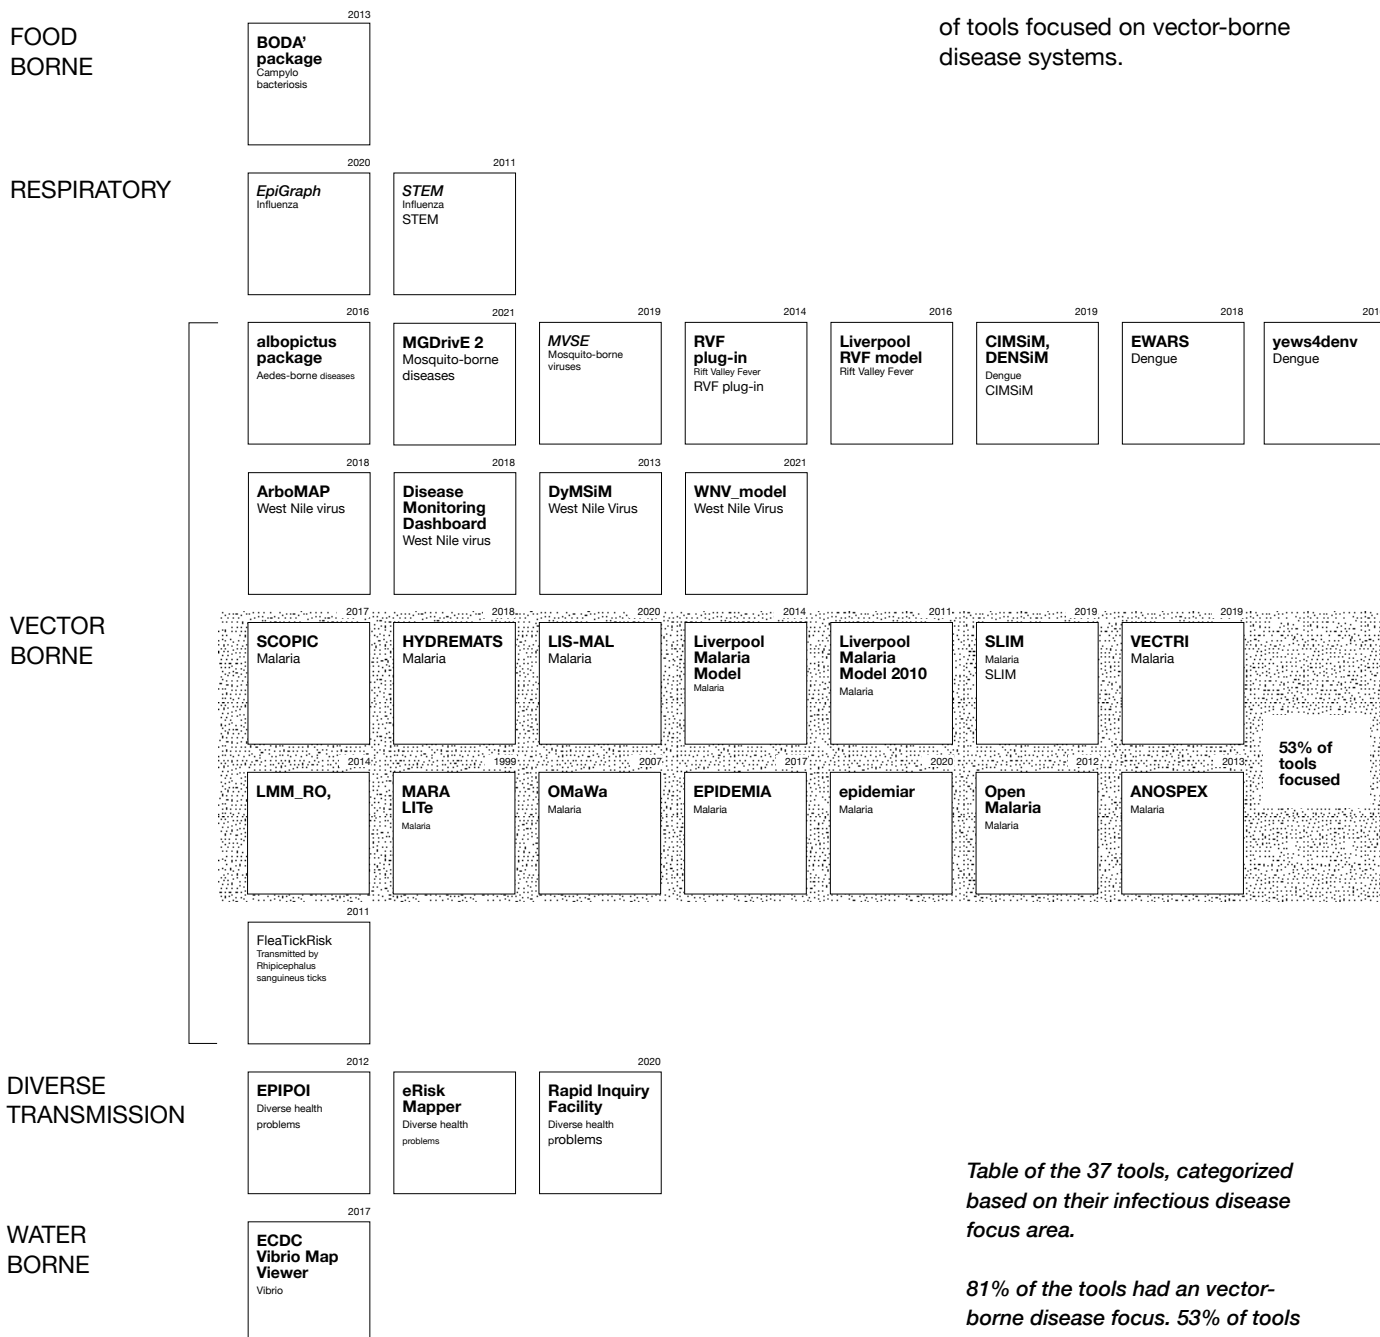 of tools focused on vector-borne
disease systems.
FOOD
BORNE
2013
BODA'
package
Campylo
bacteriosis
RESPIRATORY
2020
EpiGraph
Influenza
2011
STEM
Influenza
STEM
VECTOR
BORNE
2016
albopictus
package
Aedes-borne diseases
2021
MGDrivE 2
Mosquito-borne
diseases
2019
MVSE
Mosquito-borne
viruses
2014
RVF
plug-in
Rift Valley Fever
RVF plug-in
2016
Liverpool
RVF model
Rift Valley Fever
2019
CIMSiM,
DENSiM
Dengue
CIMSiM
2018
EWARS
Dengue
yews4denv
Dengue
2018
ArboMAP
West Nile virus
2018
Disease
Monitoring
Dashboard
West Nile virus
2013
DyMSiM
West Nile Virus
2021
WNV_model
West Nile Virus
2017
SCOPIC
Malaria
2018
HYDREMATS
Malaria
2020
LIS-MAL
Malaria
2014
Liverpool
Malaria
Model
Malaria
2011
Liverpool
Malaria
Model 2010
Malaria
2019
SLIM
Malaria
SLIM
2019
VECTRI
Malaria
53% of
tools
focused
2014
LMM_RO,
1999
MARA
LITe
Malaria
2007
OMaWa
Malaria
2017
EPIDEMIA
Malaria
2020
epidemiar
Malaria
2012
Open
Malaria
Malaria
2013
ANOSPEX
Malaria
2011
FleaTickRisk
Transmitted by
Rhipicephalus
sanguineus ticks
DIVERSE
TRANSMISSION
2012
EPIPOI
Diverse health
problems
eRisk
Mapper
Diverse health
problems
2020
Rapid Inquiry
Facility
Diverse health
problems
WATER
BORNE
2017
ECDC
Vibrio Map
Viewer
Vibrio
Table of the 37 tools, categorized
based on their infectious disease
focus area.
81% of the tools had an vector-
borne disease focus. 53% of tools